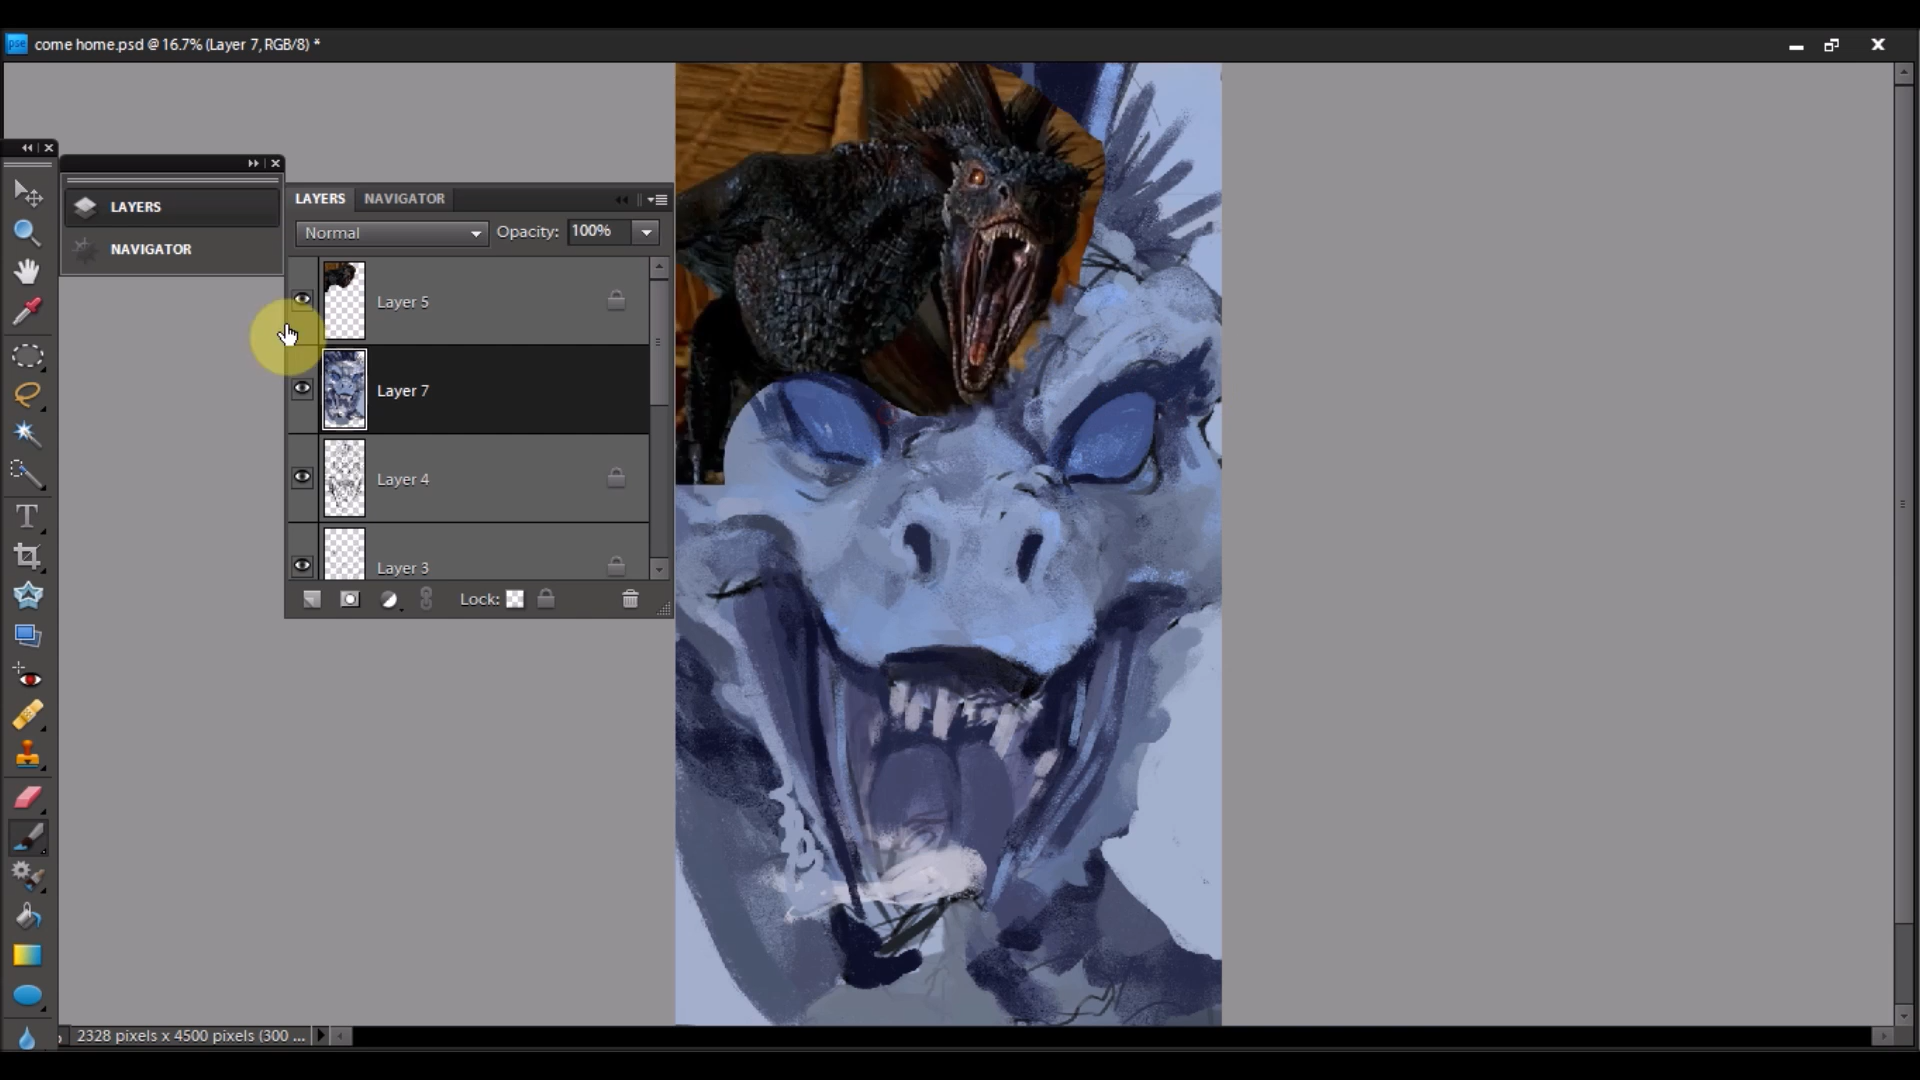 pse
come home.psd @ 16.7% (Layer 7, RGB/8) *
LAYERS
NAVIGATOR
LAYERS
NAVIGATOR
Normal
Opacity:
100%
Layer 5
Layer 7
Layer 4
Layer 3
Lock:
T
2328 pixels x 4500 pixels (300 ...